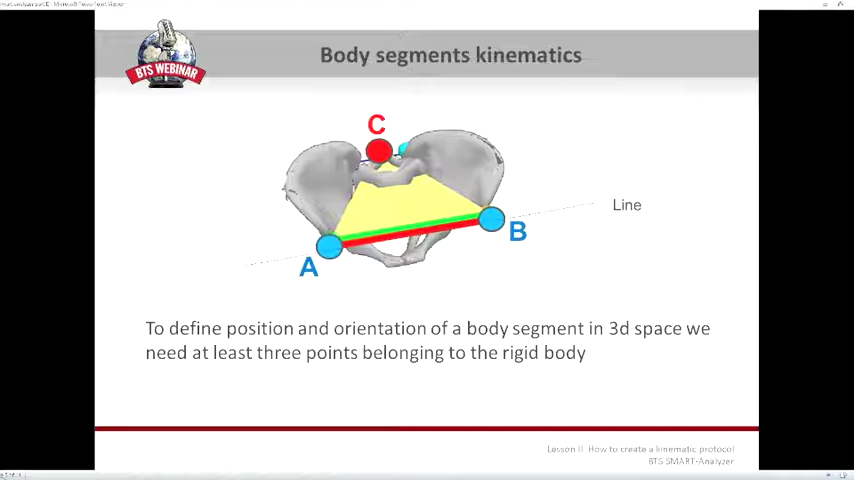 BTS WEBINAR
Body segments kinematics
C
Line
B
A
To define position and orientation of a body segment in 3d space we
need at least three points belonging to the rigid body
Lesson II How to create a kinematic protocol
BTS SMART-Analyzer